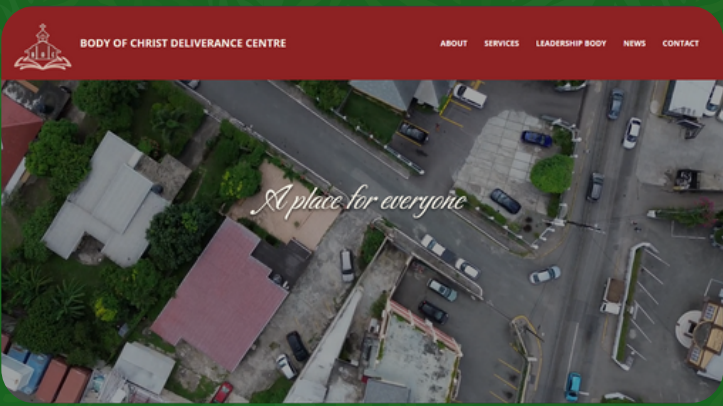 BODY OF CHRIST DELIVERANCE CENTRE
ABOUT SERVICES LEADERSHIP BODY NEWS CONTACT
A place for everyone